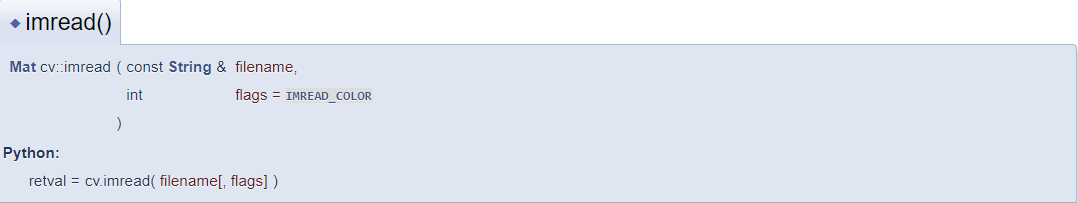 imread()
Mat cv::imread ( const String & filename,
int flags = IMREAD_COLOR
)
Python:
retval = cv.imread( filename[, flags] )